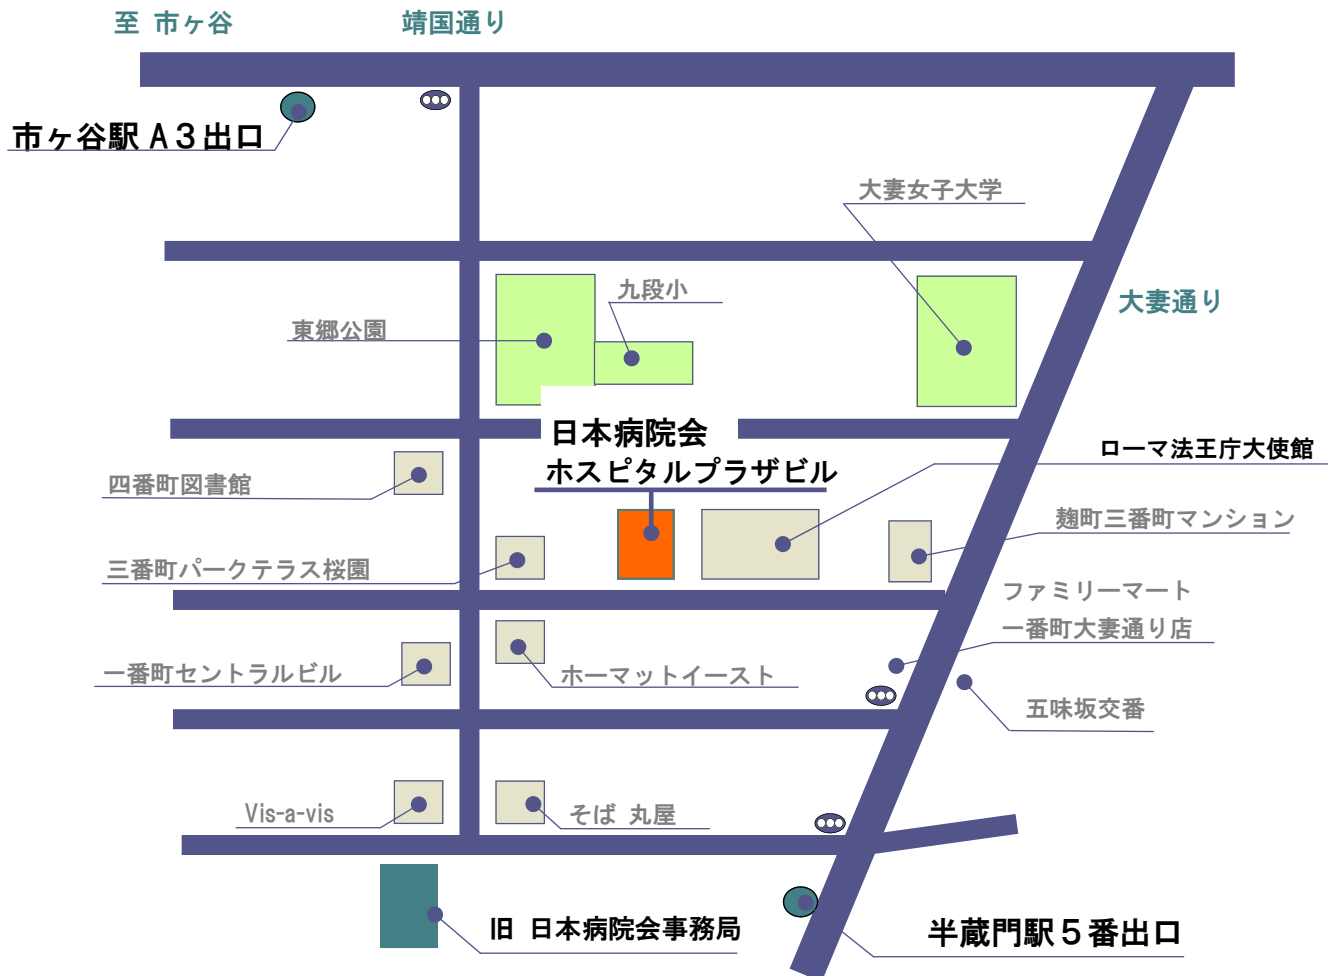 至 市ヶ谷
靖国通り
市ヶ谷駅 A3出口
大妻女子大学
九段小
大妻通り
東郷公園
日本病院会
ホスピタルプラザビル
ローマ法王庁大使館
四番町図書館
麹町三番町マンション
三番町パークテラス桜園
ファミリーマート
一番町大妻通り店
一番町セントラルビル
ホーマットイースト
五味坂交番
Vis-a-vis
そば 丸屋
旧 日本病院会事務局
半蔵門駅5番出口